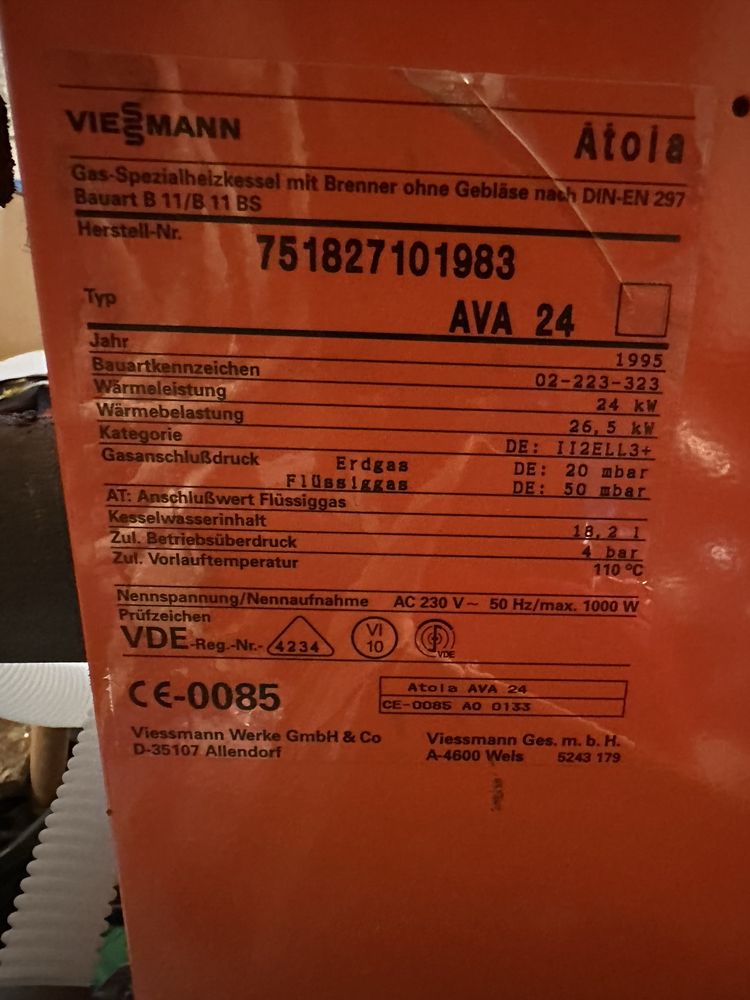 VIESSMANN
Atola
Gas-Spezialheizkessel mit Brenner ohne Gebläse nach DIN-EN 297
Bauart B 11/B 11 BS
Herstell-Nr.
751827101983
Typ AVA 24
Jahr 1995
Bauartkennzeichen 02-223-323
Wärmeleistung 24 kW
Wärmebelastung 26,5 kW
Kategorie DE: II2ELL3+
Gasanschlußdruck Erdgas DE: 20 mbar
Flüssiggas DE: 50 mbar
AT: Anschlußwert Flüssiggas
Kesselwasserinhalt 18,2 l
Zul. Betriebsüberdruck 4 bar
Zul. Vorlauftemperatur 110 °C
Nennspannung/Nennaufnahme AC 230 V~ 50 Hz/max. 1000 W
Prüfzeichen
VDE-Reg.-Nr.- 4234 VI 10 VDE
CE-0085
Atola AVA 24
CE-0085 AO 0133
Viessmann Werke GmbH & Co
D-35107 Allendorf
Viessmann Ges. m. b. H.
A-4600 Wels 5243 179